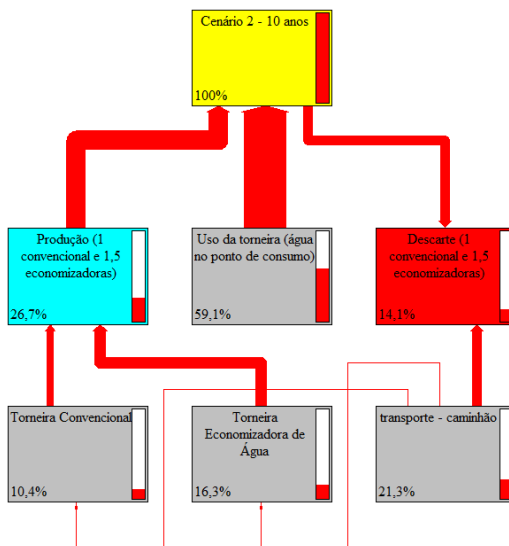 Cenário 2 - 10 anos
100%
Produção (1
convencional e 1,5
economizadoras)
26,7%
Uso da torneira (água
no ponto de consumo)
59,1%
Descarte (1
convencional e 1,5
economizadoras)
14,1%
Torneira Convencional
10,4%
Torneira
Economizadora de
Água
16,3%
transporte - caminhão
21,3%